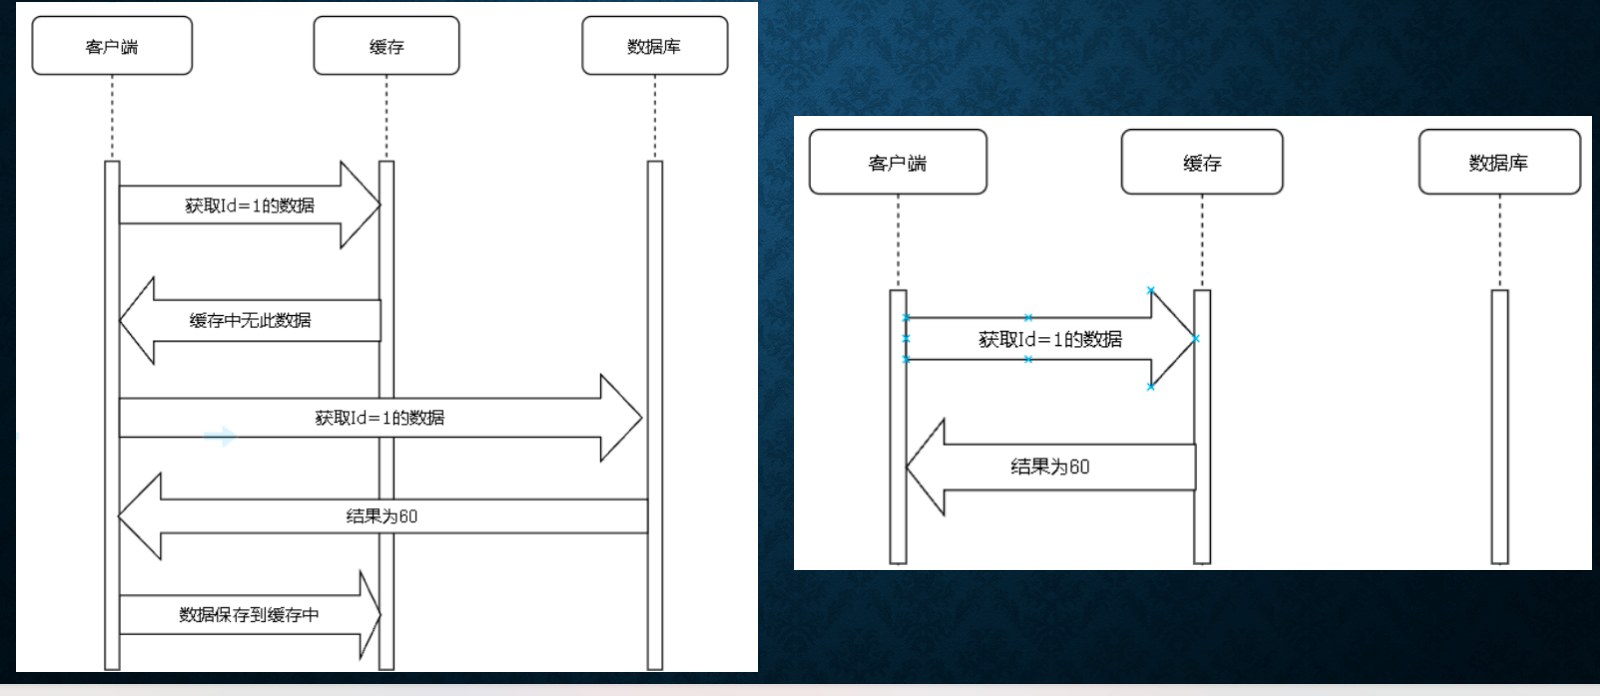 客户端
缓存
数据库
获取Id=1的数据
缓存中无此数据
获取Id=1的数据
结果为60
数据保存到缓存中
客户端
缓存
数据库
获取Id=1的数据
结果为60